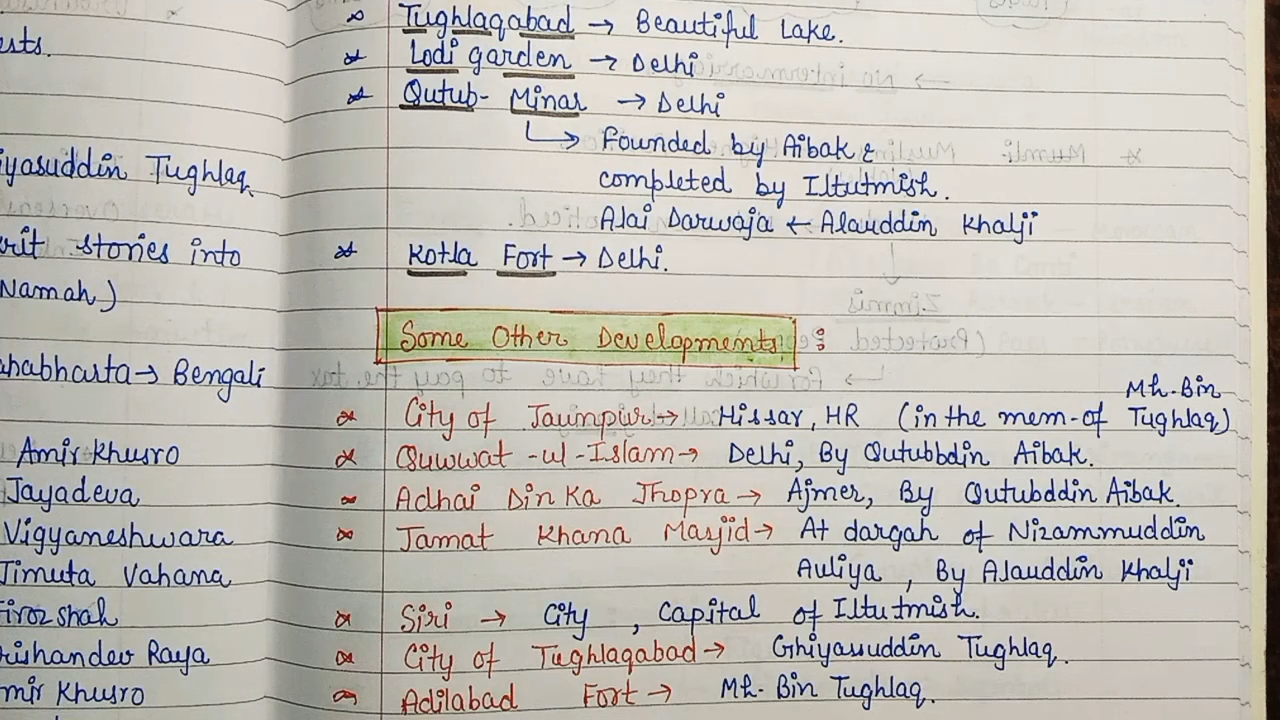 ests.
iyasuddin Tughlaq
rit stories into
Namah)
ahabharta → Bengali
Amir Khusro
Jayadeva
Vigyaneshwara
Jimuta Vahana
Firoz shah
rishandev Raya
mir Khusro
Tughlaqabad → Beautiful Lake.
Lodi garden → Delhi
Qutub- Minar → Delhi
↳ Founded by Aibak &
completed by Iltutmish.
Alai Darwaja ← Alauddin Khalji
Kotla Fort → Delhi.
Some Other Developments :
City of Jaunpur → Hissar, HR (in the mem-of Mh. Bin Tughlaq)
Quwwat -ul-Islam → Delhi, By Qutubbdin Aibak.
Adhai Din Ka Jhopra → Ajmer, By Qutubddin Aibak.
Jamat Khana Masjid → At dargah of Nizammuddin
Auliya, By Alauddin Khalji
Siri → City, Capital of Iltutmish.
City of Tughlaqabad → Ghiyasuddin Tughlaq.
Adilabad Fort → Mh. Bin Tughlaq.